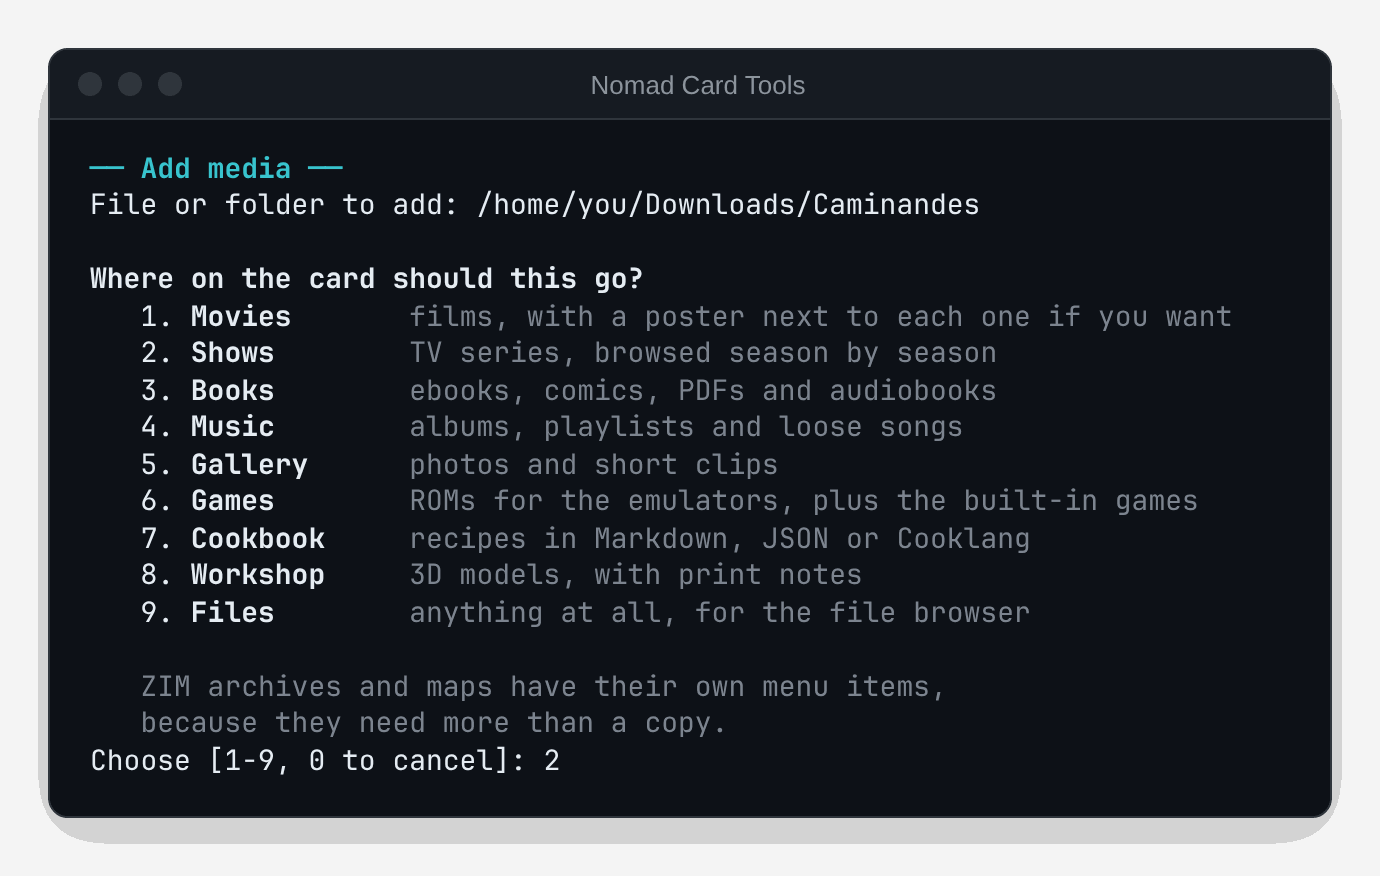 Nomad Card Tools
── Add media ──
File or folder to add: /home/you/Downloads/Caminandes
Where on the card should this go?
1. Movies films, with a poster next to each one if you want
2. Shows TV series, browsed season by season
3. Books ebooks, comics, PDFs and audiobooks
4. Music albums, playlists and loose songs
5. Gallery photos and short clips
6. Games ROMs for the emulators, plus the built-in games
7. Cookbook recipes in Markdown, JSON or Cooklang
8. Workshop 3D models, with print notes
9. Files anything at all, for the file browser
ZIM archives and maps have their own menu items,
because they need more than a copy.
Choose [1-9, 0 to cancel]: 2